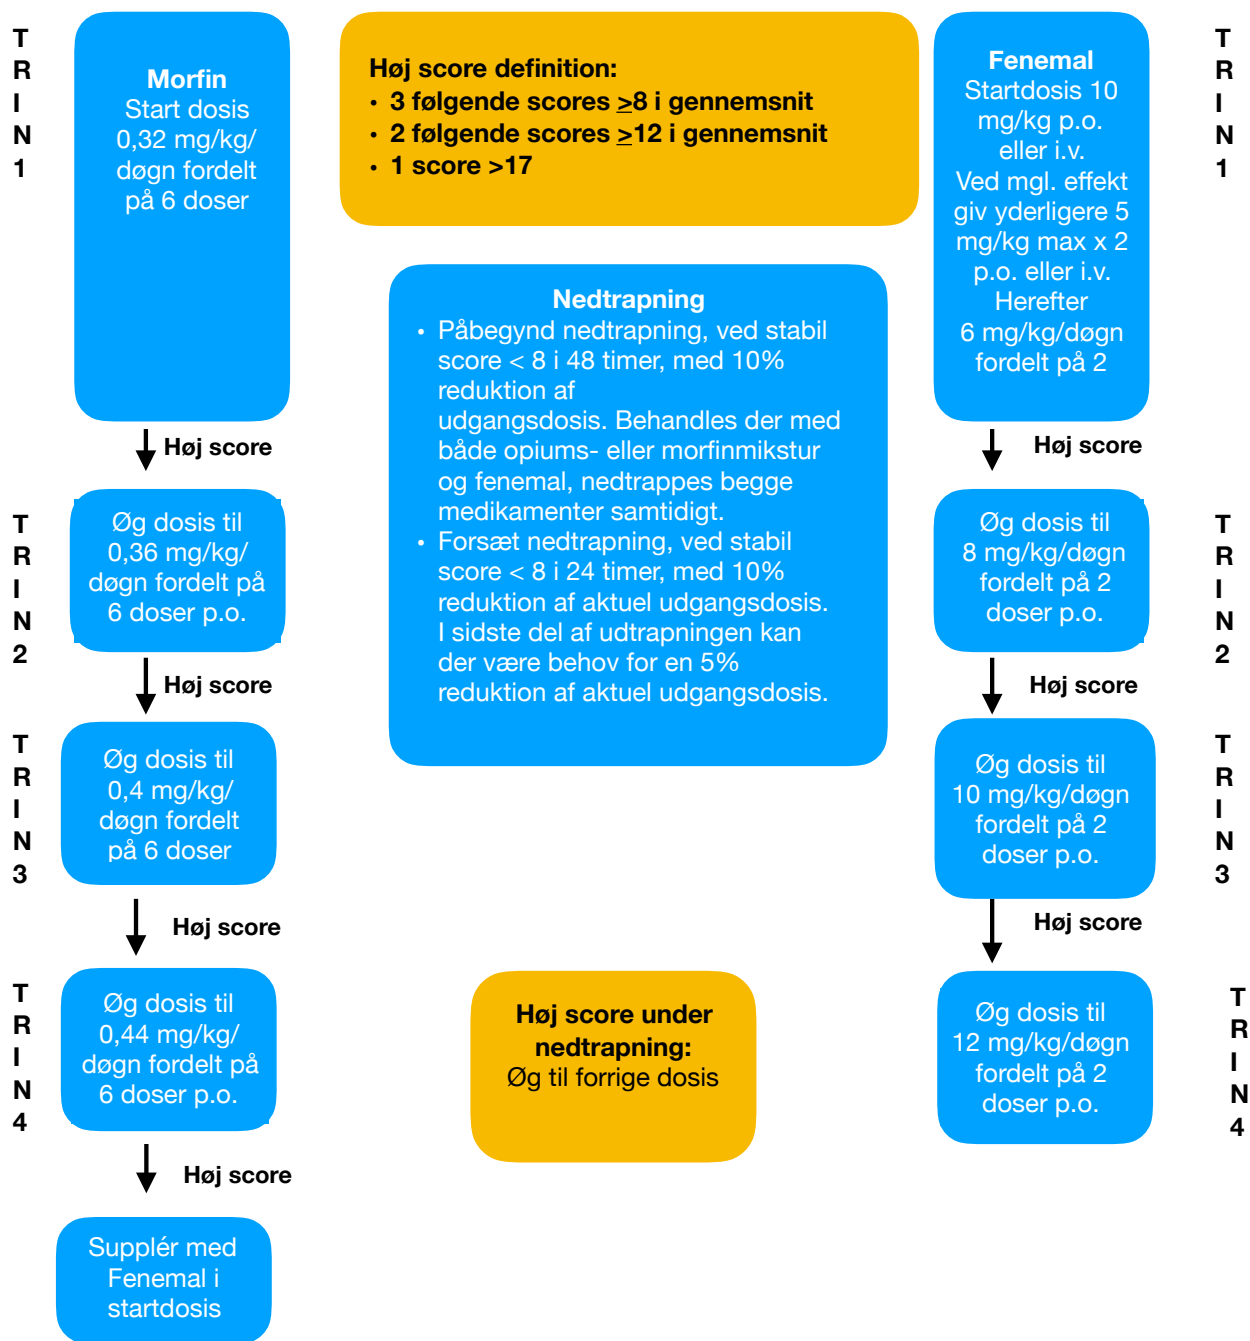 T
R
I
N
1
Morfin
Start dosis
0,32 mg/kg/
døgn fordelt
på 6 doser
Høj score definition:
• 3 følgende scores ≥8 i gennemsnit
• 2 følgende scores ≥12 i gennemsnit
• 1 score >17
Fenemal
Startdosis 10
mg/kg p.o.
eller i.v.
Ved mgl. effekt
giv yderligere 5
mg/kg max x 2
p.o. eller i.v.
Herefter
6 mg/kg/døgn
fordelt på 2
T
R
I
N
1
Nedtrapning
• Påbegynd nedtrapning, ved stabil
score < 8 i 48 timer, med 10%
reduktion af
udgangsdosis. Behandles der med
både opiums- eller morfinmikstur
og fenemal, nedtrappes begge
medikamenter samtidigt.
• Forsæt nedtrapning, ved stabil
score < 8 i 24 timer, med 10%
reduktion af aktuel udgangsdosis.
I sidste del af udtrapningen kan
der være behov for en 5%
reduktion af aktuel udgangsdosis.
Høj score
Høj score
T
R
I
N
2
Øg dosis til
0,36 mg/kg/
døgn fordelt på
6 doser p.o.
Øg dosis til
8 mg/kg/døgn
fordelt på 2
doser p.o.
T
R
I
N
2
Høj score
Høj score
T
R
I
N
3
Øg dosis til
0,4 mg/kg/
døgn fordelt
på 6 doser
Øg dosis til
10 mg/kg/døgn
fordelt på 2
doser p.o.
T
R
I
N
3
Høj score
Høj score
T
R
I
N
4
Øg dosis til
0,44 mg/kg/
døgn fordelt på
6 doser p.o.
Høj score under
nedtrapning:
Øg til forrige dosis
Øg dosis til
12 mg/kg/døgn
fordelt på 2
doser p.o.
T
R
I
N
4
Høj score
Supplér med
Fenemal i
startdosis